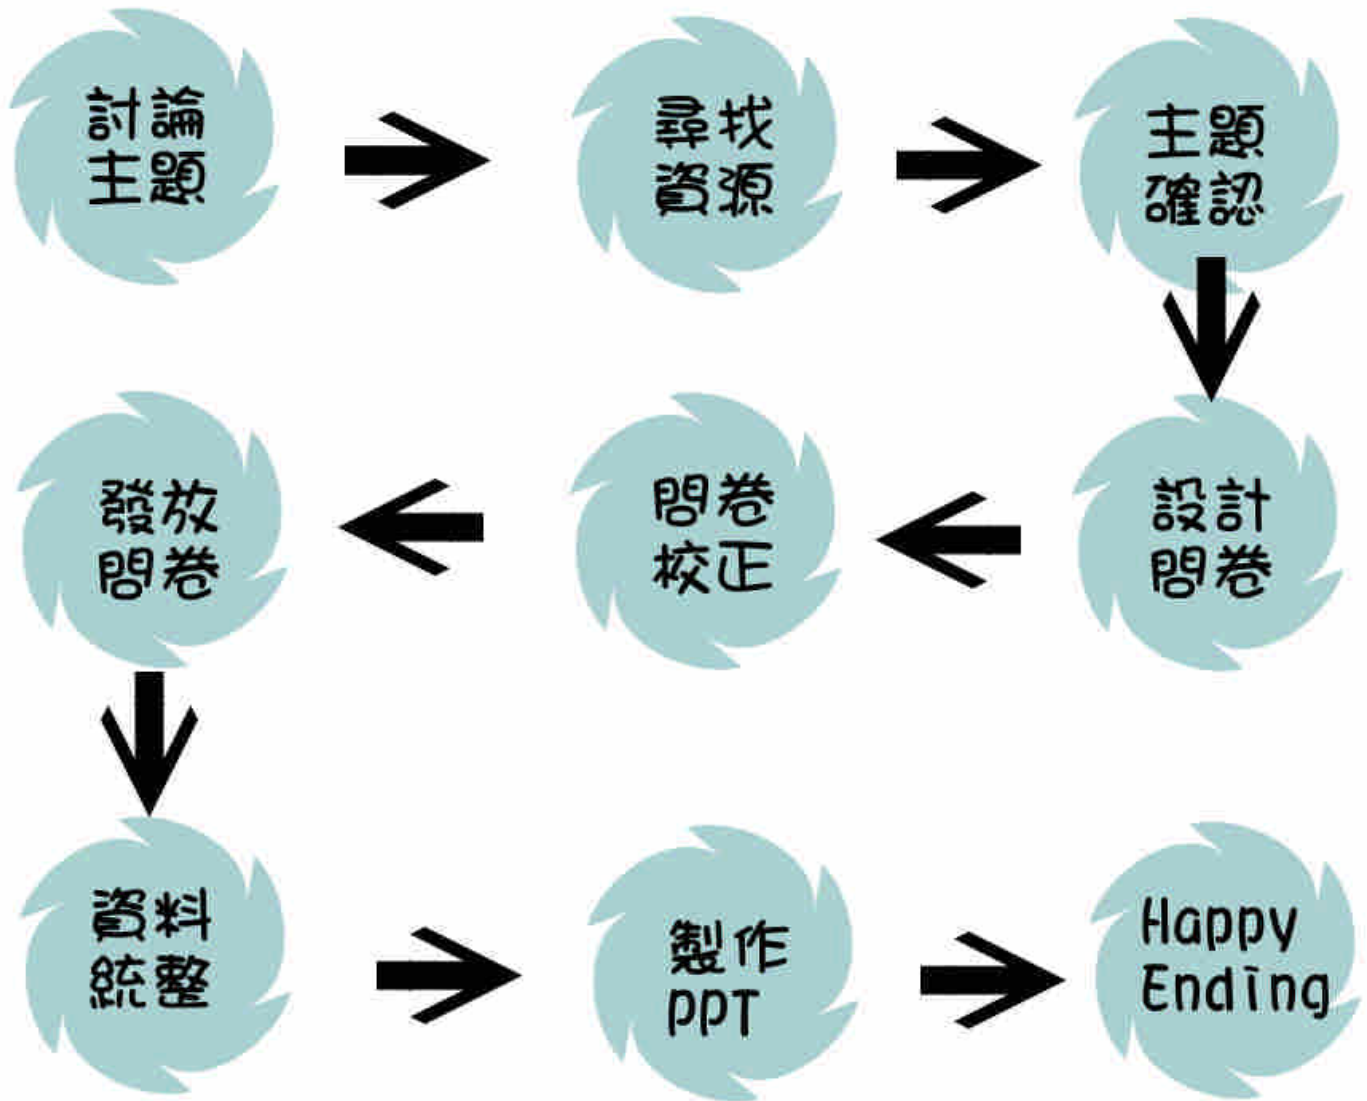 討論
主題
尋找
資源
主題
確認
設計
問卷
問卷
校正
發放
問卷
資料
統整
製作
PPT
Happy
Ending